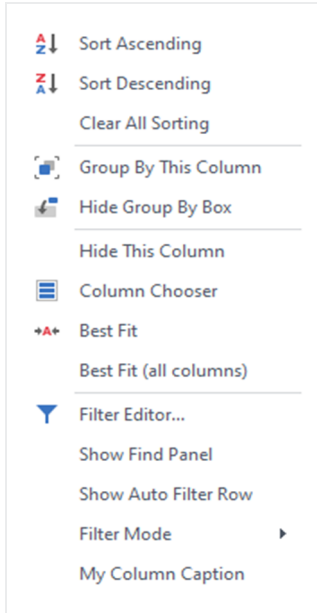 Sort Ascending
Sort Descending
Clear All Sorting
Group By This Column
Hide Group By Box
Hide This Column
Column Chooser
Best Fit
Best Fit (all columns)
Filter Editor...
Show Find Panel
Show Auto Filter Row
Filter Mode
My Column Caption